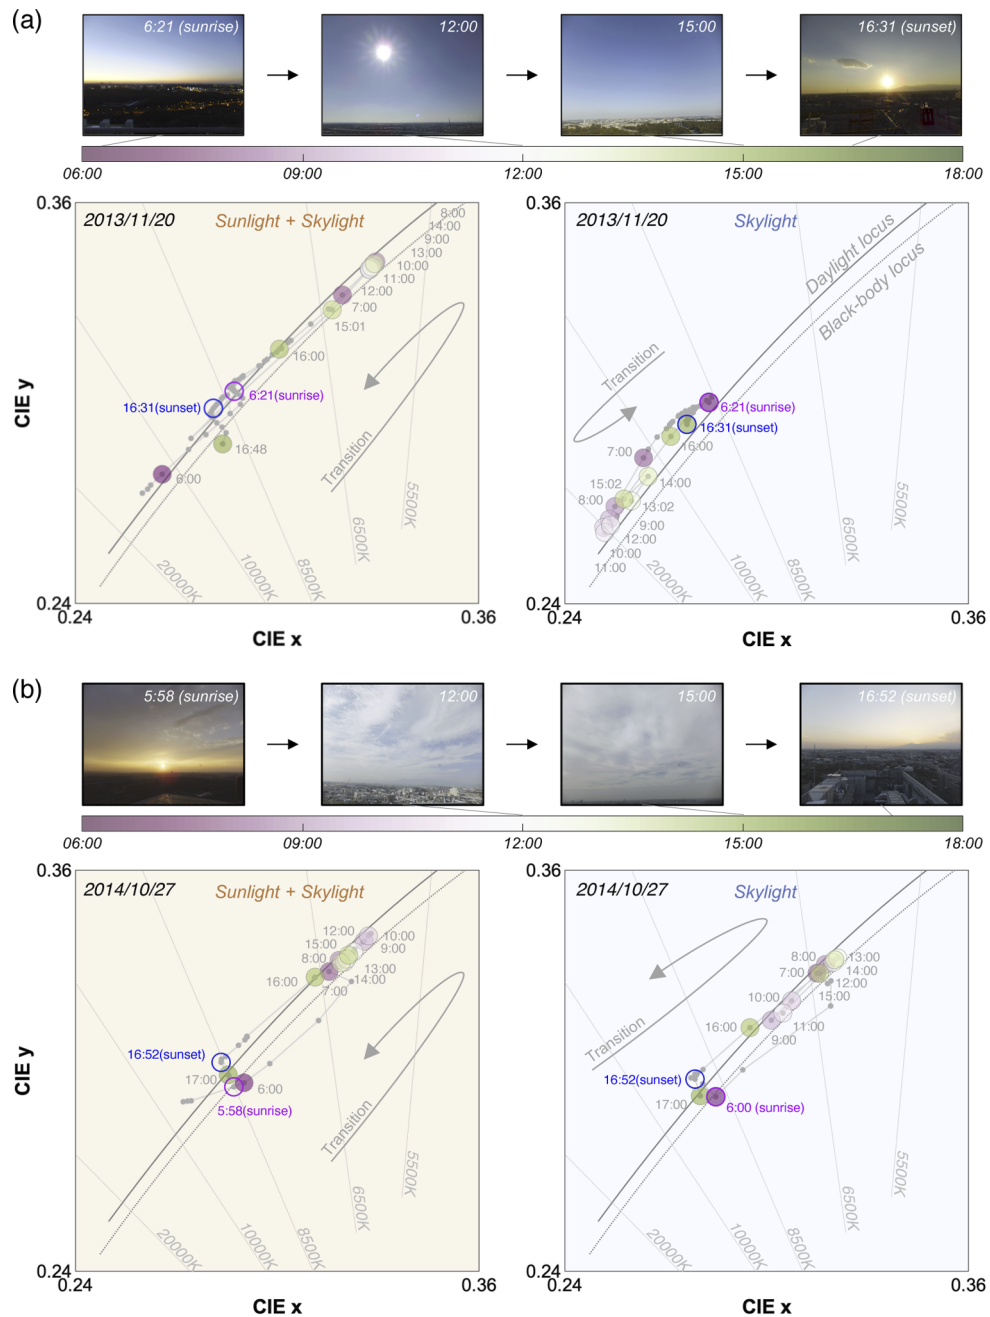 (a)
6:21 (sunrise)
12:00
15:00
16:31 (sunset)
06:00
09:00
12:00
15:00
18:00
0.36
2013/11/20
Sunlight + Skylight
8:00
14:00
9:00
13:00
10:00
11:00
12:00
7:00
15:01
16:00
6:21(sunrise)
16:31(sunset)
16:48
6:00
Transition
5500K
6500K
8500K
10000K
20000K
CIE y
0.24
0.24
0.36
CIE x
0.36
2013/11/20
Skylight
Daylight locus
Black-body locus
Transition
6:21(sunrise)
16:31(sunset)
16:00
7:00
14:00
15:02
8:00
13:02
9:00
12:00
10:00
11:00
5500K
6500K
8500K
10000K
20000K
0.24
0.24
0.36
CIE x
(b)
5:58 (sunrise)
12:00
15:00
16:52 (sunset)
06:00
09:00
12:00
15:00
18:00
0.36
2014/10/27
Sunlight + Skylight
12:00
10:00
15:00
9:00
8:00
13:00
14:00
16:00
7:00
16:52(sunset)
17:00
6:00
5:58(sunrise)
Transition
5500K
6500K
8500K
10000K
20000K
CIE y
0.24
0.24
0.36
CIE x
0.36
2014/10/27
Skylight
8:00
13:00
7:00
14:00
12:00
10:00
15:00
16:00
11:00
9:00
Transition
16:52(sunset)
17:00
6:00 (sunrise)
5500K
6500K
8500K
10000K
20000K
0.24
0.24
0.36
CIE x